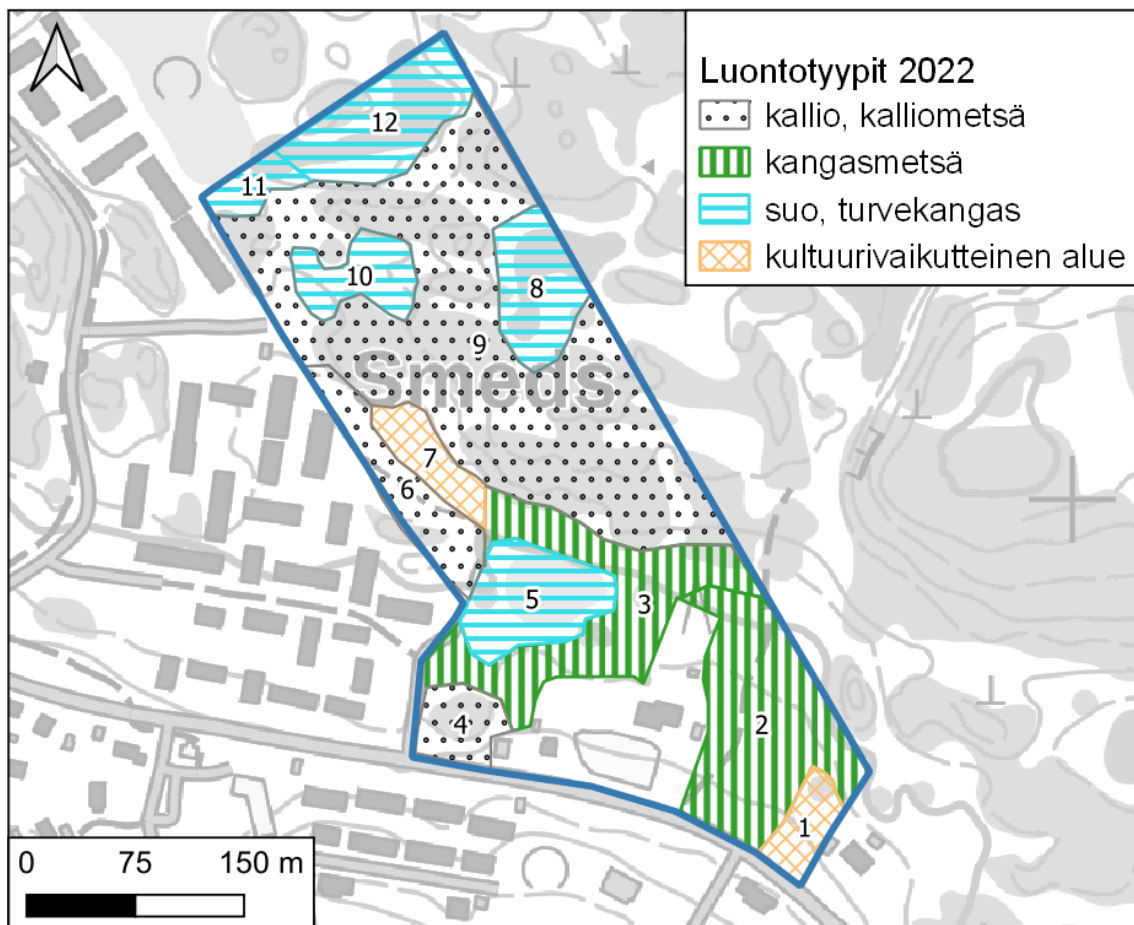 Luontotyypit 2022
kallio, kalliometsä
kangasmetsä
suo, turvekangas
kultuurivaikutteinen alue
12
11
10
8
9
Smeds
7
6
5
3
4
2
1
0 75 150 m